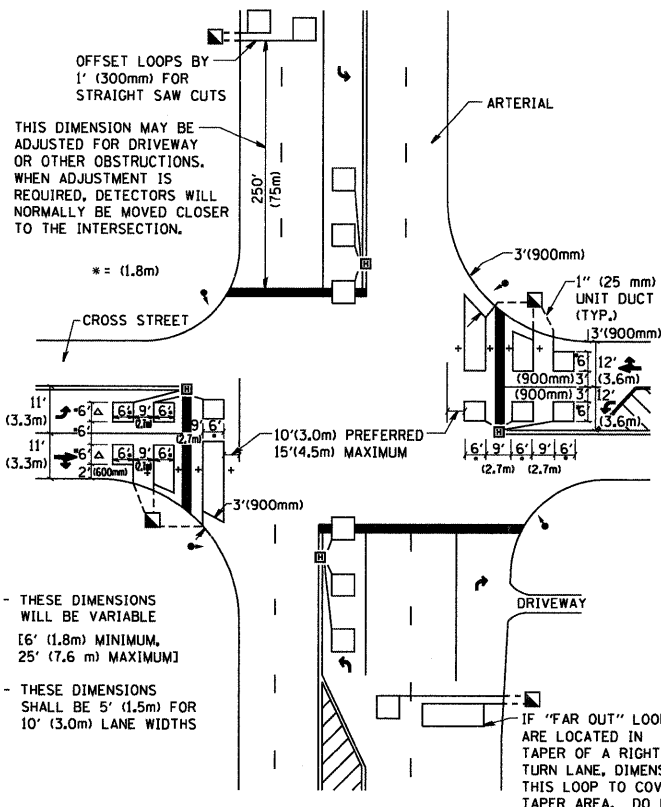 OFFSET LOOPS BY
1' (300mm) FOR
STRAIGHT SAW CUTS
ARTERIAL
THIS DIMENSION MAY BE
ADJUSTED FOR DRIVEWAY
OR OTHER OBSTRUCTIONS.
WHEN ADJUSTMENT IS
REQUIRED, DETECTORS WILL
NORMALLY BE MOVED CLOSER
TO THE INTERSECTION.
250'
(75m)
* = (1.8m)
3'(900mm)
1" (25 mm)
UNIT DUCT
(TYP.)
CROSS STREET
3'(900mm)
6'
12'
(3.6m)
(900mm) 3'
(900mm) 3'
6'
12'
(3.6m)
11'
(3.3m)
*6'
6' 9' 6'
(2.7m)
9' 6'
(2.7m)
11'
(3.3m)
*6'
6' 9' 6'
(2.7m)
2' (600mm)
10'(3.0m) PREFERRED
15'(4.5m) MAXIMUM
6' 9' 6' 9' 6'
(2.7m) (2.7m)
3'(900mm)
- THESE DIMENSIONS
WILL BE VARIABLE
[6' (1.8m) MINIMUM,
25' (7.6 m) MAXIMUM]
DRIVEWAY
- THESE DIMENSIONS
SHALL BE 5' (1.5m) FOR
10' (3.0m) LANE WIDTHS
IF "FAR OUT" LOOP
ARE LOCATED IN
TAPER OF A RIGHT
TURN LANE, DIMENS
THIS LOOP TO COV
TAPER AREA. DO